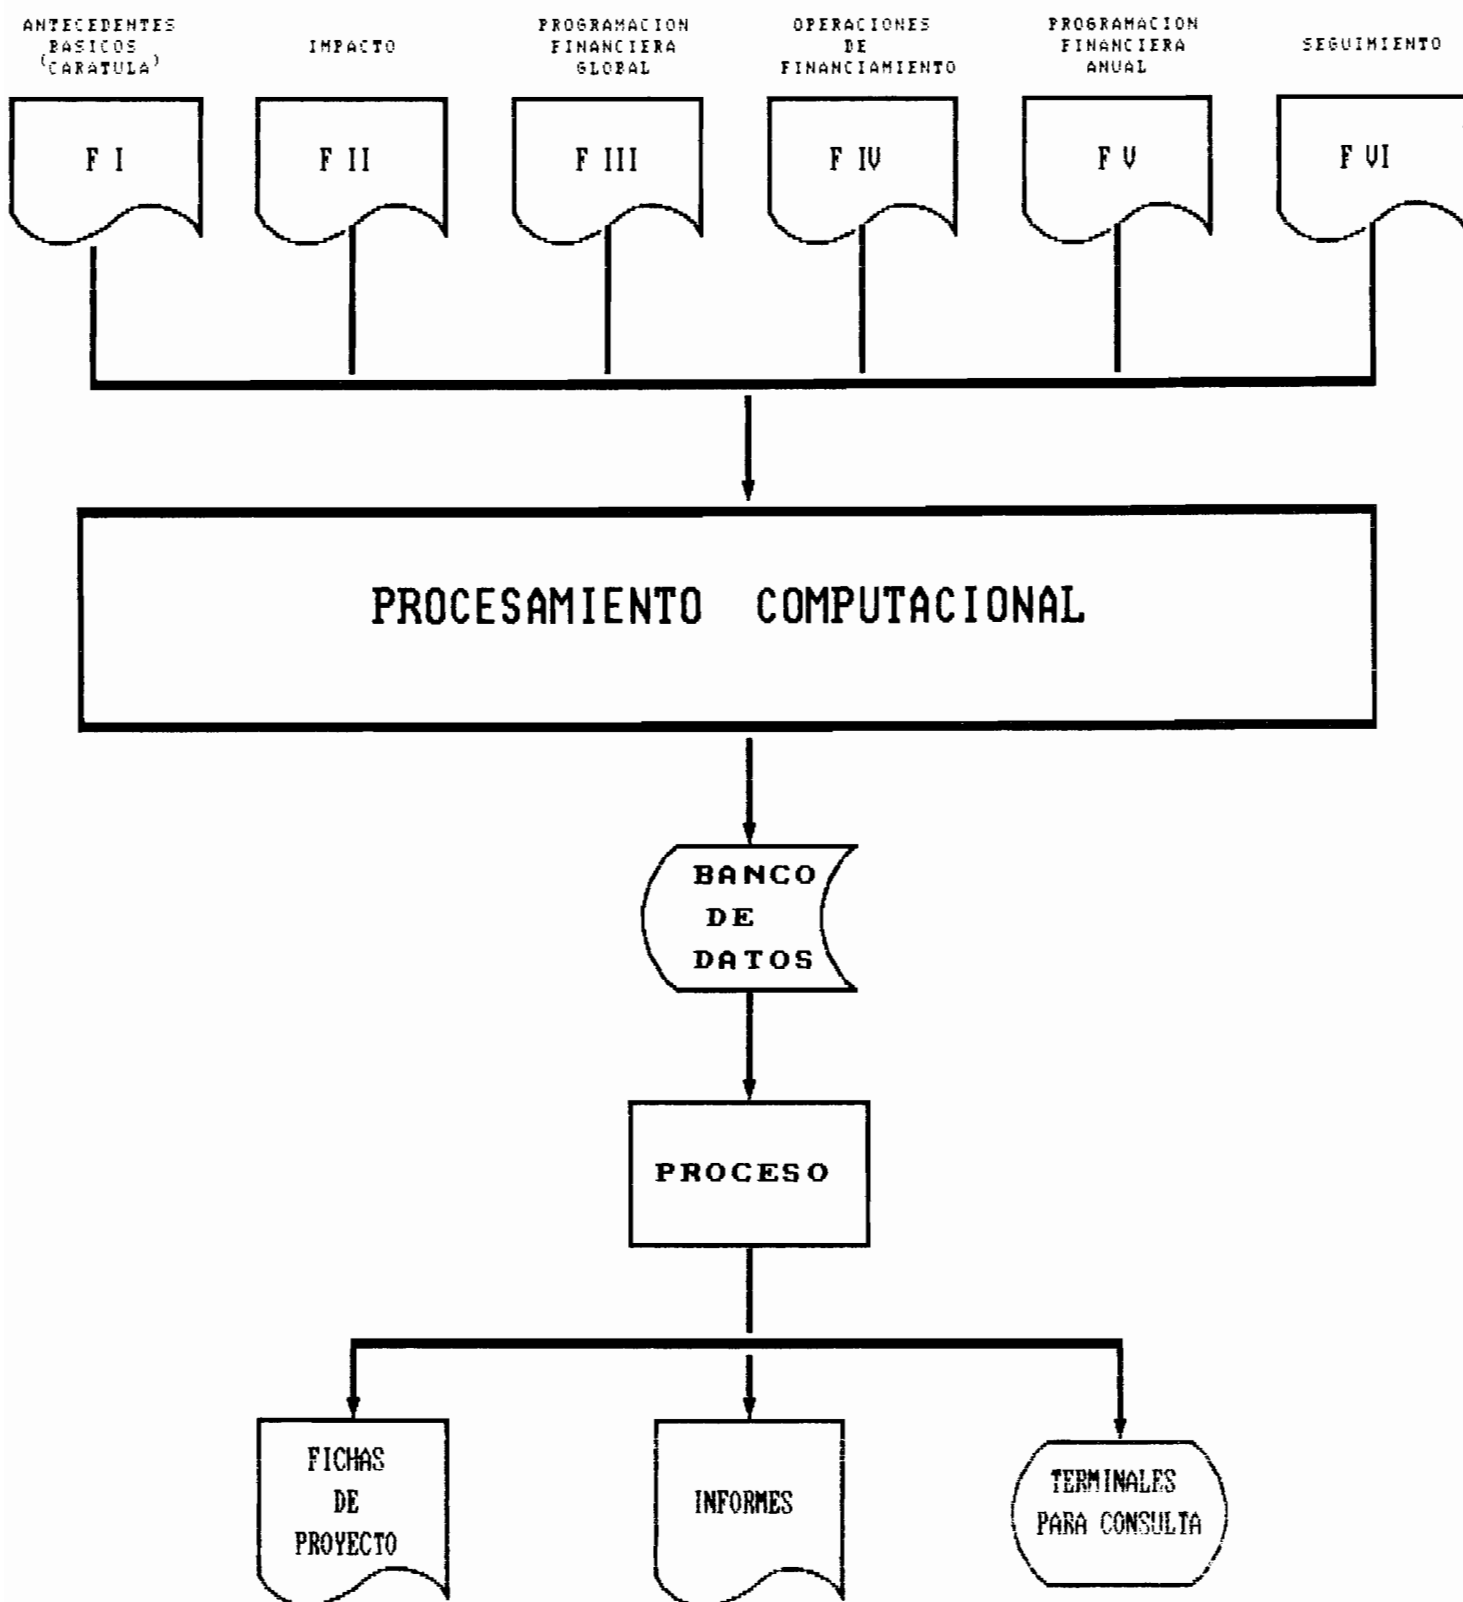 ANTECEDENTES
BASICOS
(CARATULA)
IMPACTO
PROGRAMACION
FINANCIERA
GLOBAL
OPERACIONES
DE
FINANCIAMIENTO
PROGRAMACION
FINANCIERA
ANUAL
SEGUIMIENTO
F I
F II
F III
F IV
F V
F VI
PROCESAMIENTO COMPUTACIONAL
BANCO
DE
DATOS
PROCESO
FICHAS
DE
PROYECTO
INFORMES
TERMINALES
PARA CONSULTA